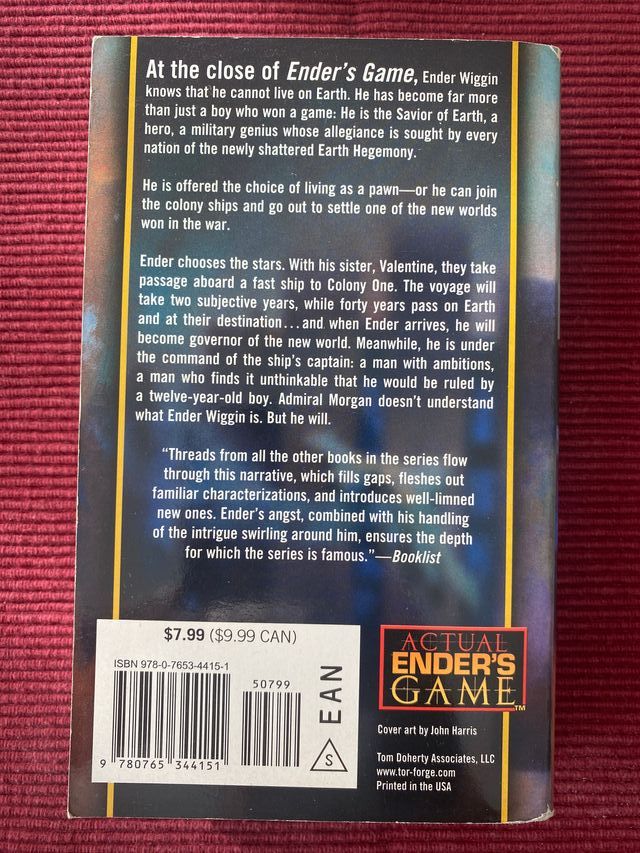 At the close of Ender's Game, Ender Wiggin
knows that he cannot live on Earth. He has become far more
than just a boy who won a game: He is the Savior of Earth, a
hero, a military genius whose allegiance is sought by every
nation of the newly shattered Earth Hegemony.
He is offered the choice of living as a pawn—or he can join
the colony ships and go out to settle one of the new worlds
won in the war.
Ender chooses the stars. With his sister, Valentine, they take
passage aboard a fast ship to Colony One. The voyage will
take two subjective years, while forty years pass on Earth
and at their destination...and when Ender arrives, he will
become governor of the new world. Meanwhile, he is under
the command of the ship's captain: a man with ambitions,
a man who finds it unthinkable that he would be ruled by
a twelve-year-old boy. Admiral Morgan doesn't understand
what Ender Wiggin is. But he will.
"Threads from all the other books in the series flow
through this narrative, which fills gaps, fleshes out
familiar characterizations, and introduces well-limned
new ones. Ender's angst, combined with his handling
of the intrigue swirling around him, ensures the depth
for which the series is famous."—Booklist
$7.99 ($9.99 CAN)
ISBN 978-0-7653-4415-1
50799
EAN
S
9 780765 344151
ACTUAL
ENDER'S
GAME™
Cover art by John Harris
Tom Doherty Associates, LLC
www.tor-forge.com
Printed in the USA